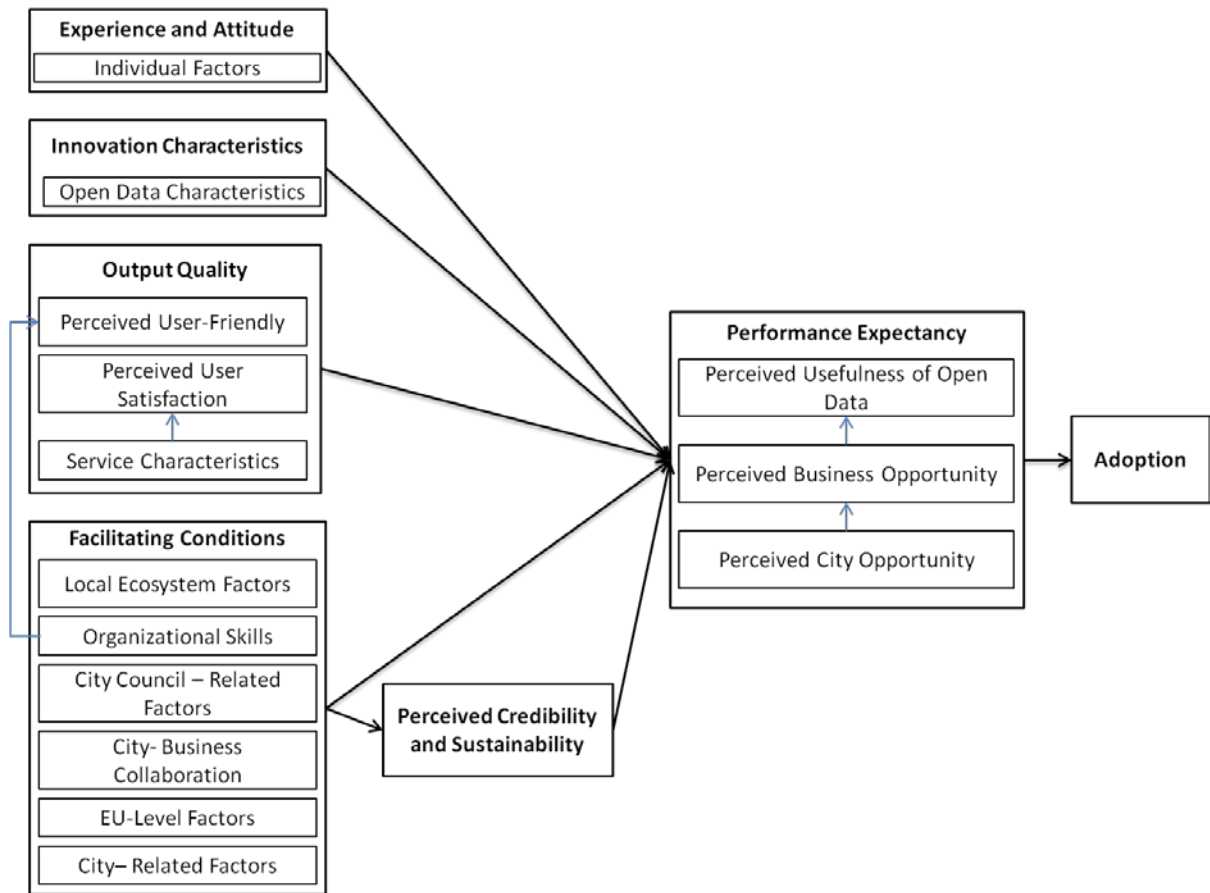 Experience and Attitude
Individual Factors
Innovation Characteristics
Open Data Characteristics
Output Quality
Perceived User-Friendly
Perceived User
Satisfaction
Service Characteristics
Facilitating Conditions
Local Ecosystem Factors
Organizational Skills
City Council – Related
Factors
City- Business
Collaboration
EU-Level Factors
City– Related Factors
Perceived Credibility
and Sustainability
Performance Expectancy
Perceived Usefulness of Open
Data
Perceived Business Opportunity
Perceived City Opportunity
Adoption